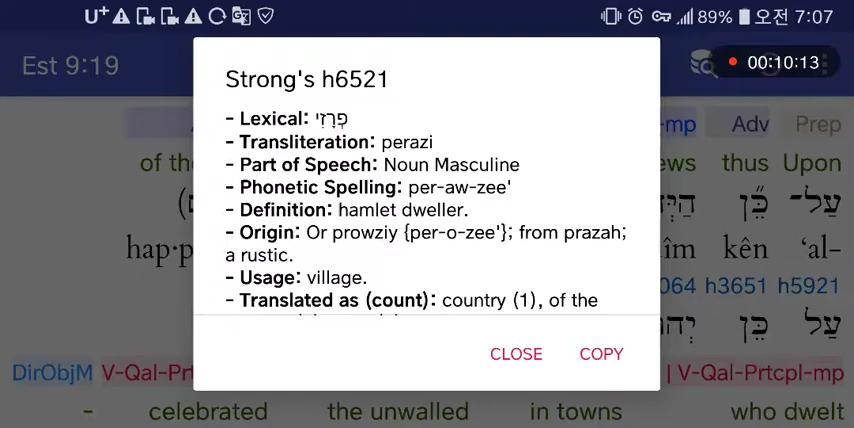 U+ 89% 오전 7:07
Est 9:19
00:10:13
Strong's h6521
- Lexical: פְּרָזִי
- Transliteration: perazi
- Part of Speech: Noun Masculine
- Phonetic Spelling: per-aw-zee'
- Definition: hamlet dweller.
- Origin: Or prowziy {per-o-zee'}; from prazah;
a rustic.
- Usage: village.
- Translated as (count): country (1), of the
CLOSE COPY
-mp Adv Prep
of the thus Upon
כֵּ֞ן עַל־
hap·p îm kên ‘al-
064 h3651 h5921
כֵּן עַל
DirObjM V-Qal-Prt | V-Qal-Prtcpl-mp
- celebrated the unwalled in towns who dwelt